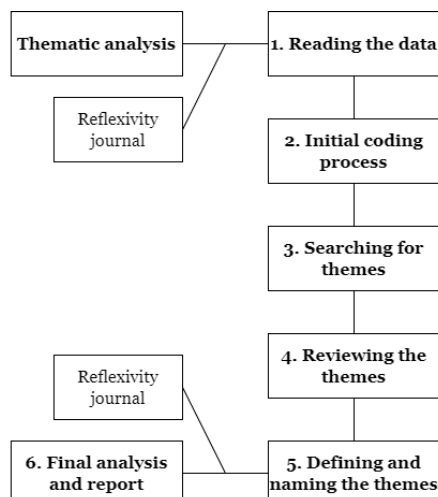 Thematic analysis
1. Reading the data
Reflexivity
journal
2. Initial coding
process
3. Searching for
themes
4. Reviewing the
themes
Reflexivity
journal
5. Defining and
naming the themes
6. Final analysis
and report